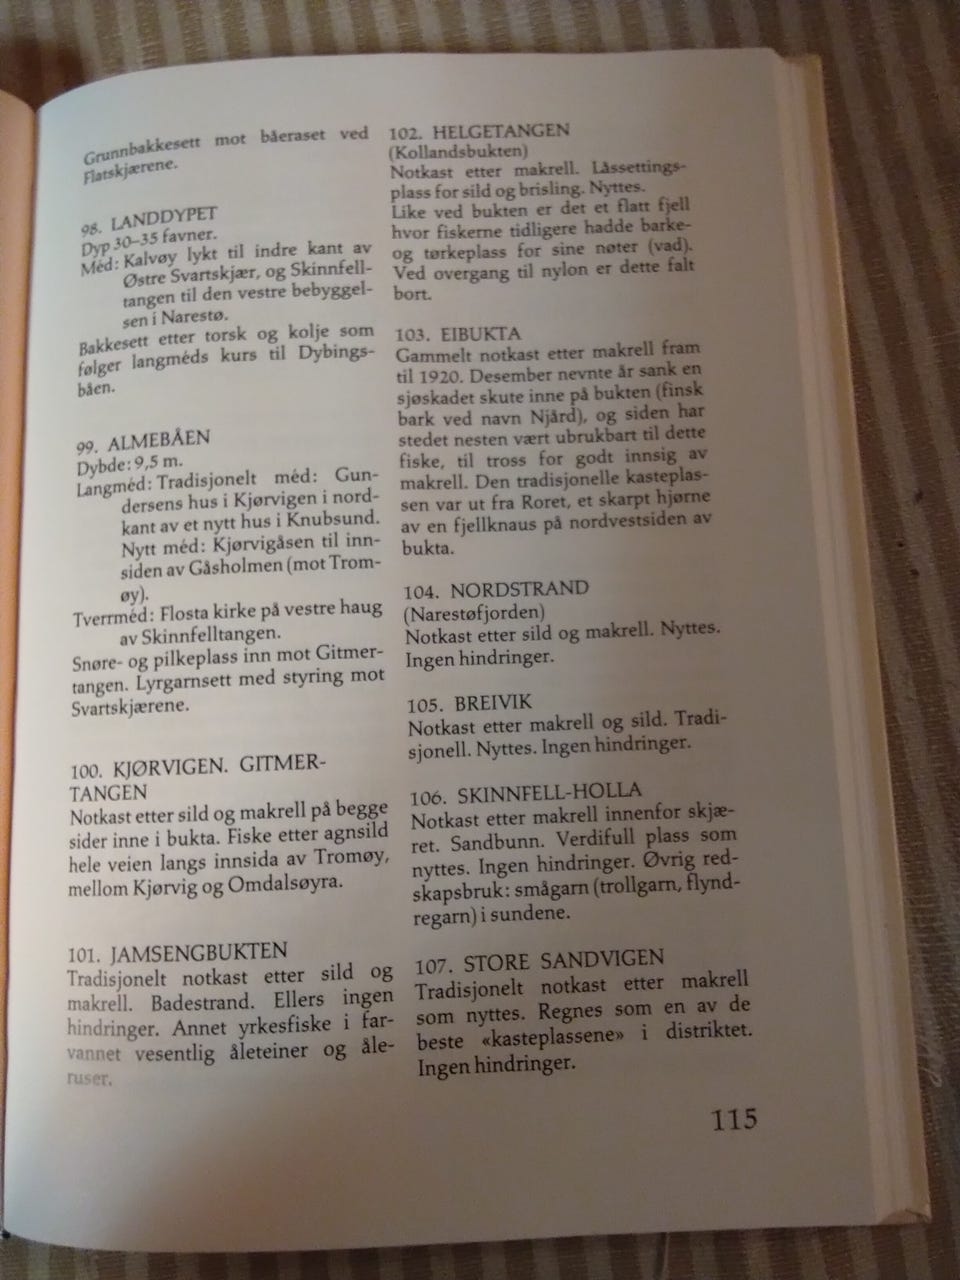 Grunnbakkesett mot båeraset ved
Flatskjærene.
98. LANDDYPET
Dyp 30–35 favner.
Méd: Kalvøy lykt til indre kant av
Østre Svartskjær, og Skinnfell-
tangen til den vestre bebyggel-
sen i Narestø.
Bakkesett etter torsk og kolje som
følger langméds kurs til Dybings-
båen.
99. ALMEBÅEN
Dybde: 9,5 m.
Langméd: Tradisjonelt méd: Gun-
dersens hus i Kjørvigen i nord-
kant av et nytt hus i Knubsund.
Nytt méd: Kjørvigåsen til inn-
siden av Gåsholmen (mot Trom-
øy).
Tverrméd: Flosta kirke på vestre haug
av Skinnfelltangen.
Snøre- og pilkeplass inn mot Gitmer-
tangen. Lyrgarnsett med styring mot
Svartskjærene.
100. KJØRVIGEN. GITMER-
TANGEN
Notkast etter sild og makrell på begge
sider inne i bukta. Fiske etter agnsild
hele veien langs innsida av Tromøy,
mellom Kjørvig og Omdalsøyra.
101. JAMSENGBUKTEN
Tradisjonelt notkast etter sild og
makrell. Badestrand. Ellers ingen
hindringer. Annet yrkesfiske i far-
vannet vesentlig åleteiner og åle-
ruser.
102. HELGETANGEN
(Kollandsbukten)
Notkast etter makrell. Låssettings-
plass for sild og brisling. Nyttes.
Like ved bukten er det et flatt fjell
hvor fiskerne tidligere hadde barke-
og tørkeplass for sine nøter (vad).
Ved overgang til nylon er dette falt
bort.
103. EIBUKTA
Gammelt notkast etter makrell fram
til 1920. Desember nevnte år sank en
sjøskadet skute inne på bukten (finsk
bark ved navn Njård), og siden har
stedet nesten vært ubrukbart til dette
fiske, til tross for godt innsig av
makrell. Den tradisjonelle kasteplas-
sen var ut fra Roret, et skarpt hjørne
av en fjellknaus på nordvestsiden av
bukta.
104. NORDSTRAND
(Narestøfjorden)
Notkast etter sild og makrell. Nyttes.
Ingen hindringer.
105. BREIVIK
Notkast etter makrell og sild. Tradi-
sjonell. Nyttes. Ingen hindringer.
106. SKINNFELL-HOLLA
Notkast etter makrell innenfor skjæ-
ret. Sandbunn. Verdifull plass som
nyttes. Ingen hindringer. Øvrig red-
skapsbruk: smågarn (trollgarn, flynd-
regarn) i sundene.
107. STORE SANDVIGEN
Tradisjonelt notkast etter makrell
som nyttes. Regnes som en av de
beste «kasteplassene» i distriktet.
Ingen hindringer.
115